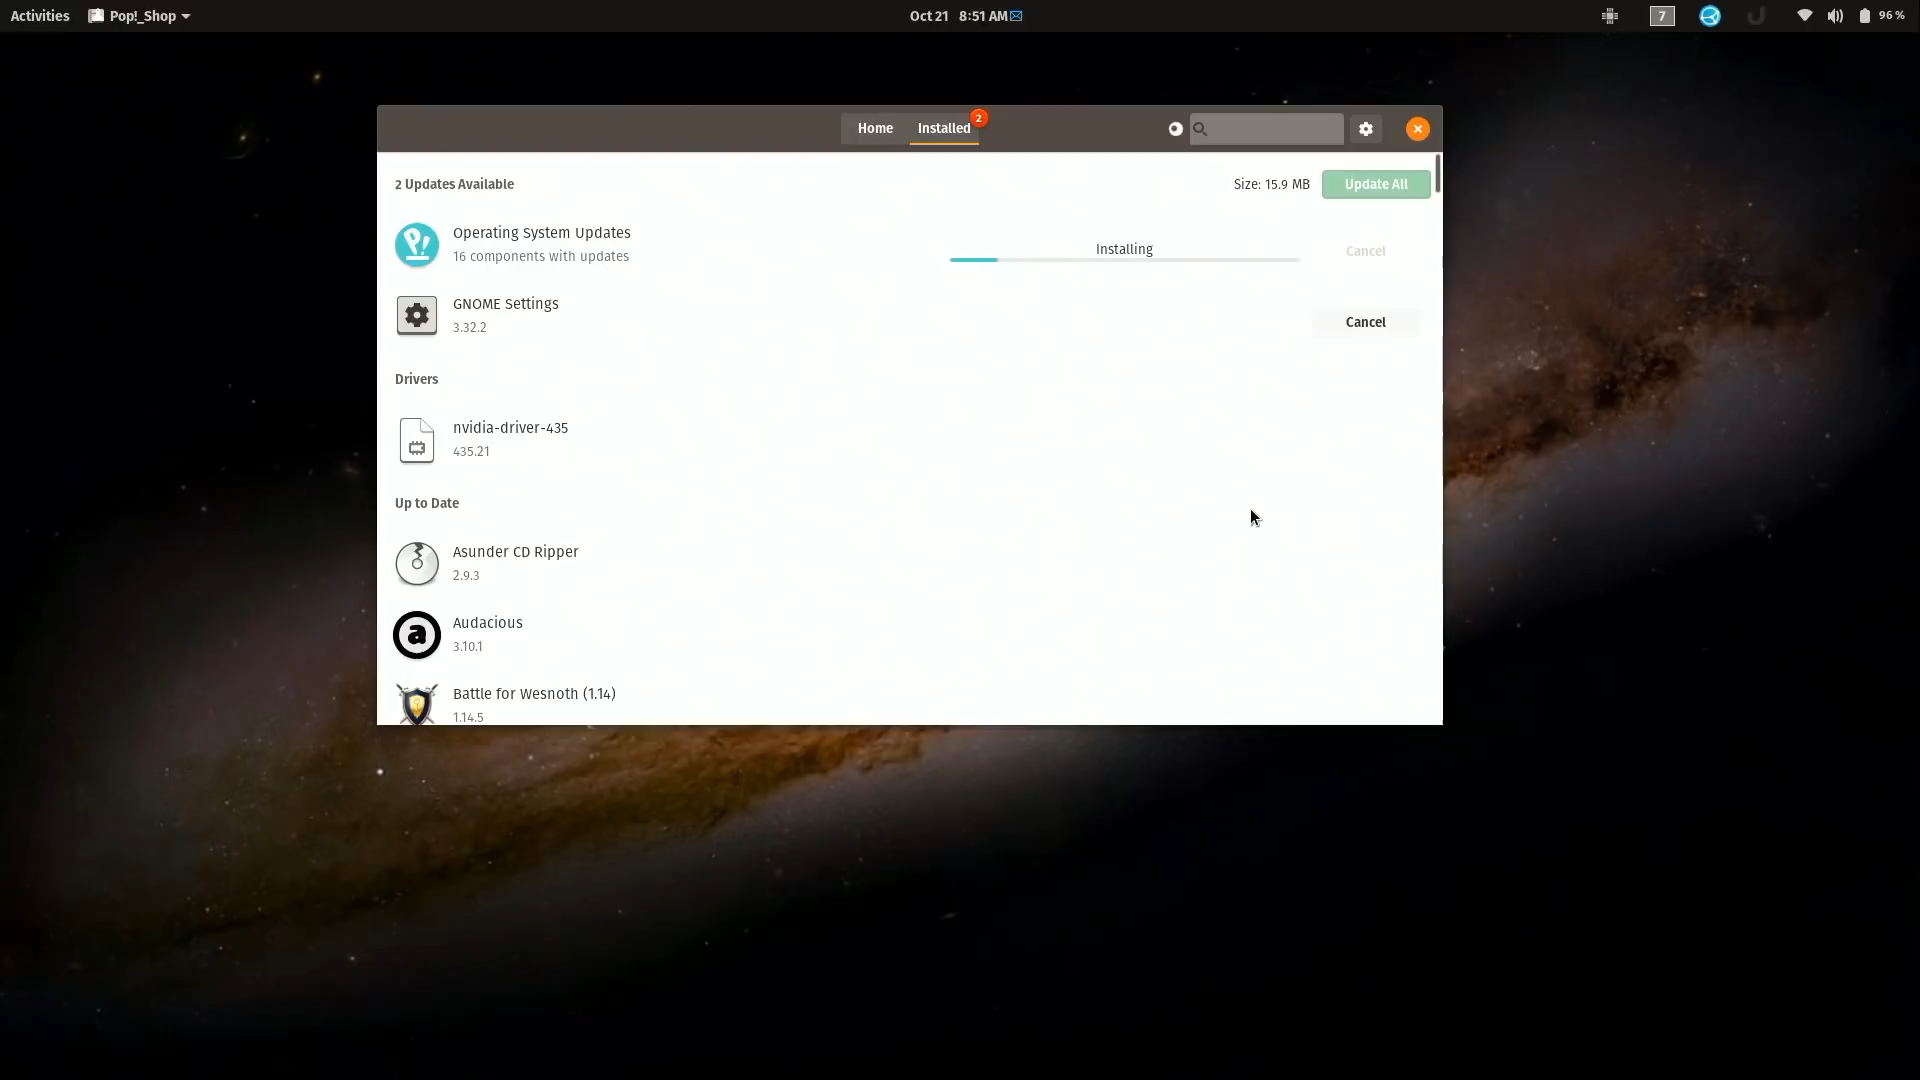 Activities Pop!_Shop Oct 21 8:51 AM 7 96 %
Home Installed 2
2 Updates Available Size: 15.9 MB Update All
Operating System Updates
16 components with updates
Installing Cancel
GNOME Settings
3.32.2
Cancel
Drivers
nvidia-driver-435
435.21
Up to Date
Asunder CD Ripper
2.9.3
Audacious
3.10.1
Battle for Wesnoth (1.14)
1.14.5